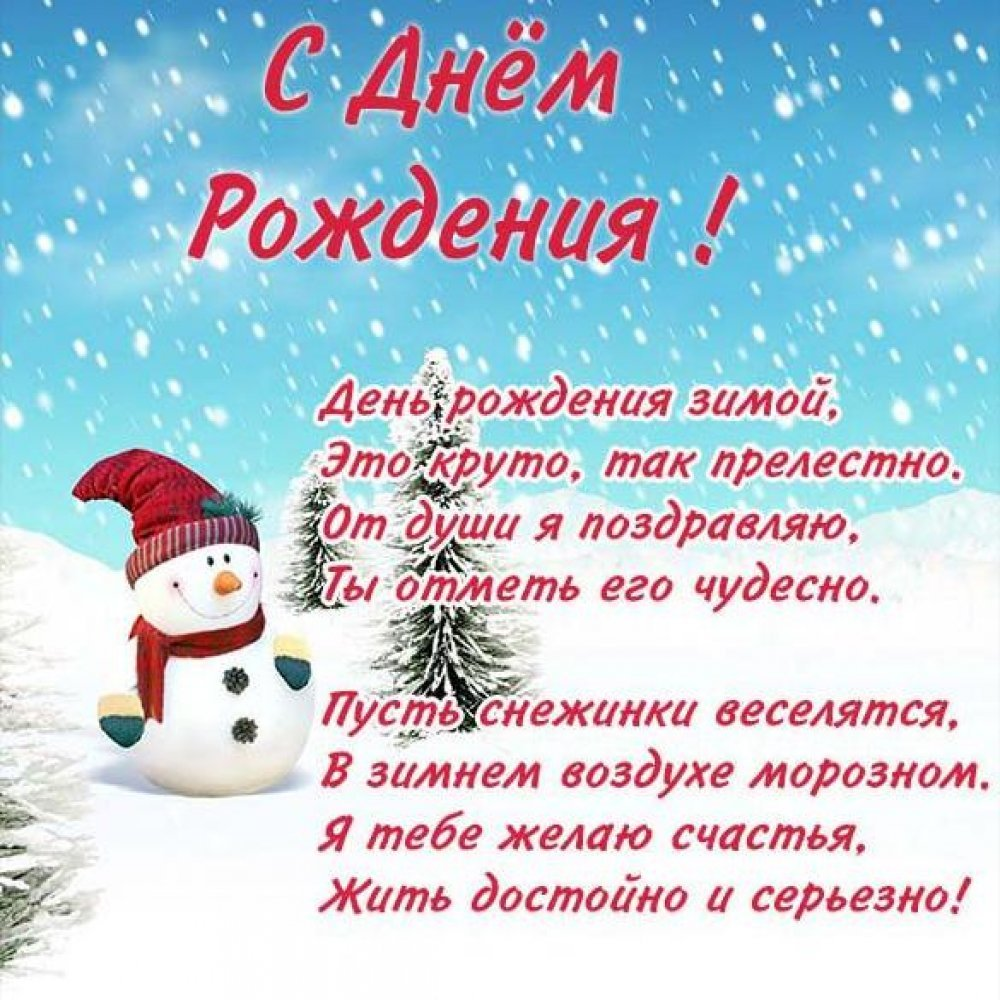 С Днём
Рождения !
День рождения зимой,
Это круто, так прелестно.
От души я поздравляю,
Ты отметь его чудесно.
Пусть снежинки веселятся,
В зимнем воздухе морозном.
Я тебе желаю счастья,
Жить достойно и серьезно!